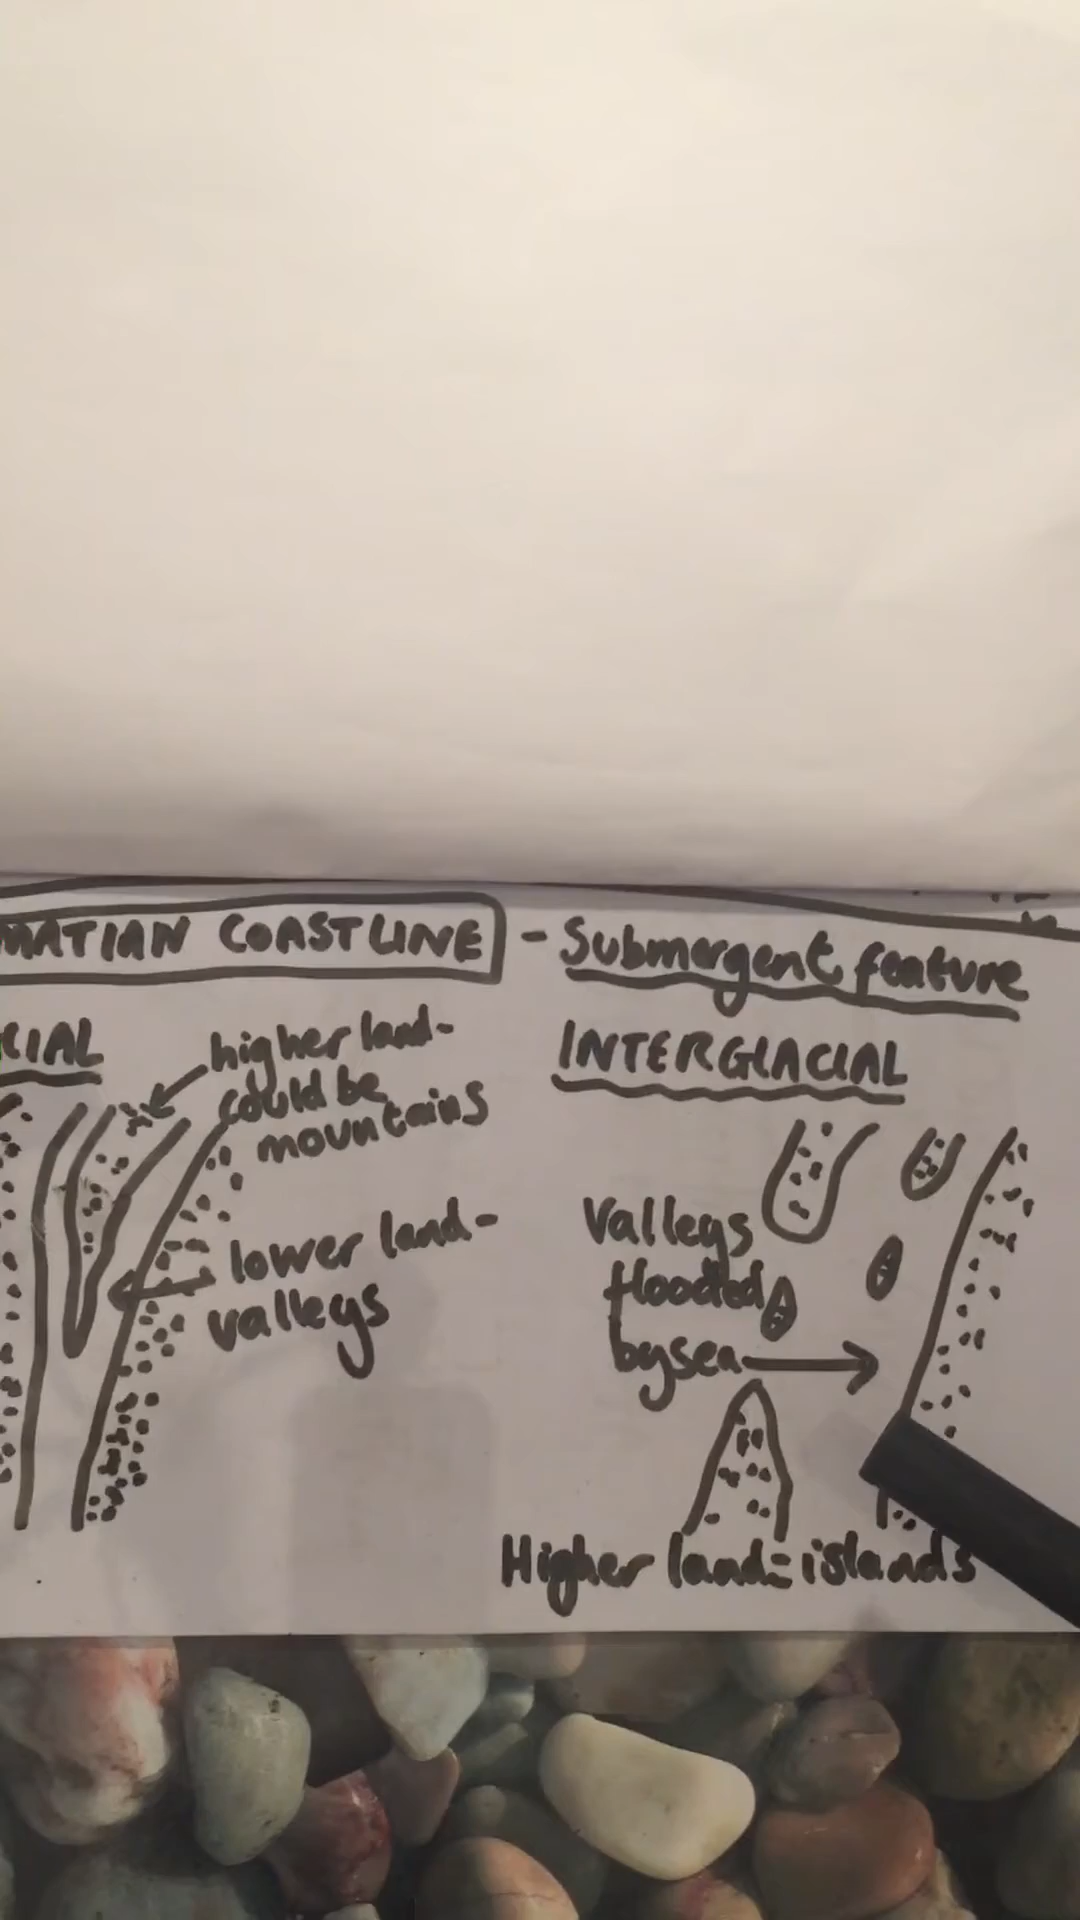 MATIAN COASTLINE - Submergent feature
CIAL
higher land-
could be
mountains
lower land-
valleys
INTERGLACIAL
Valleys
flooded
by sea
Higher land = islands